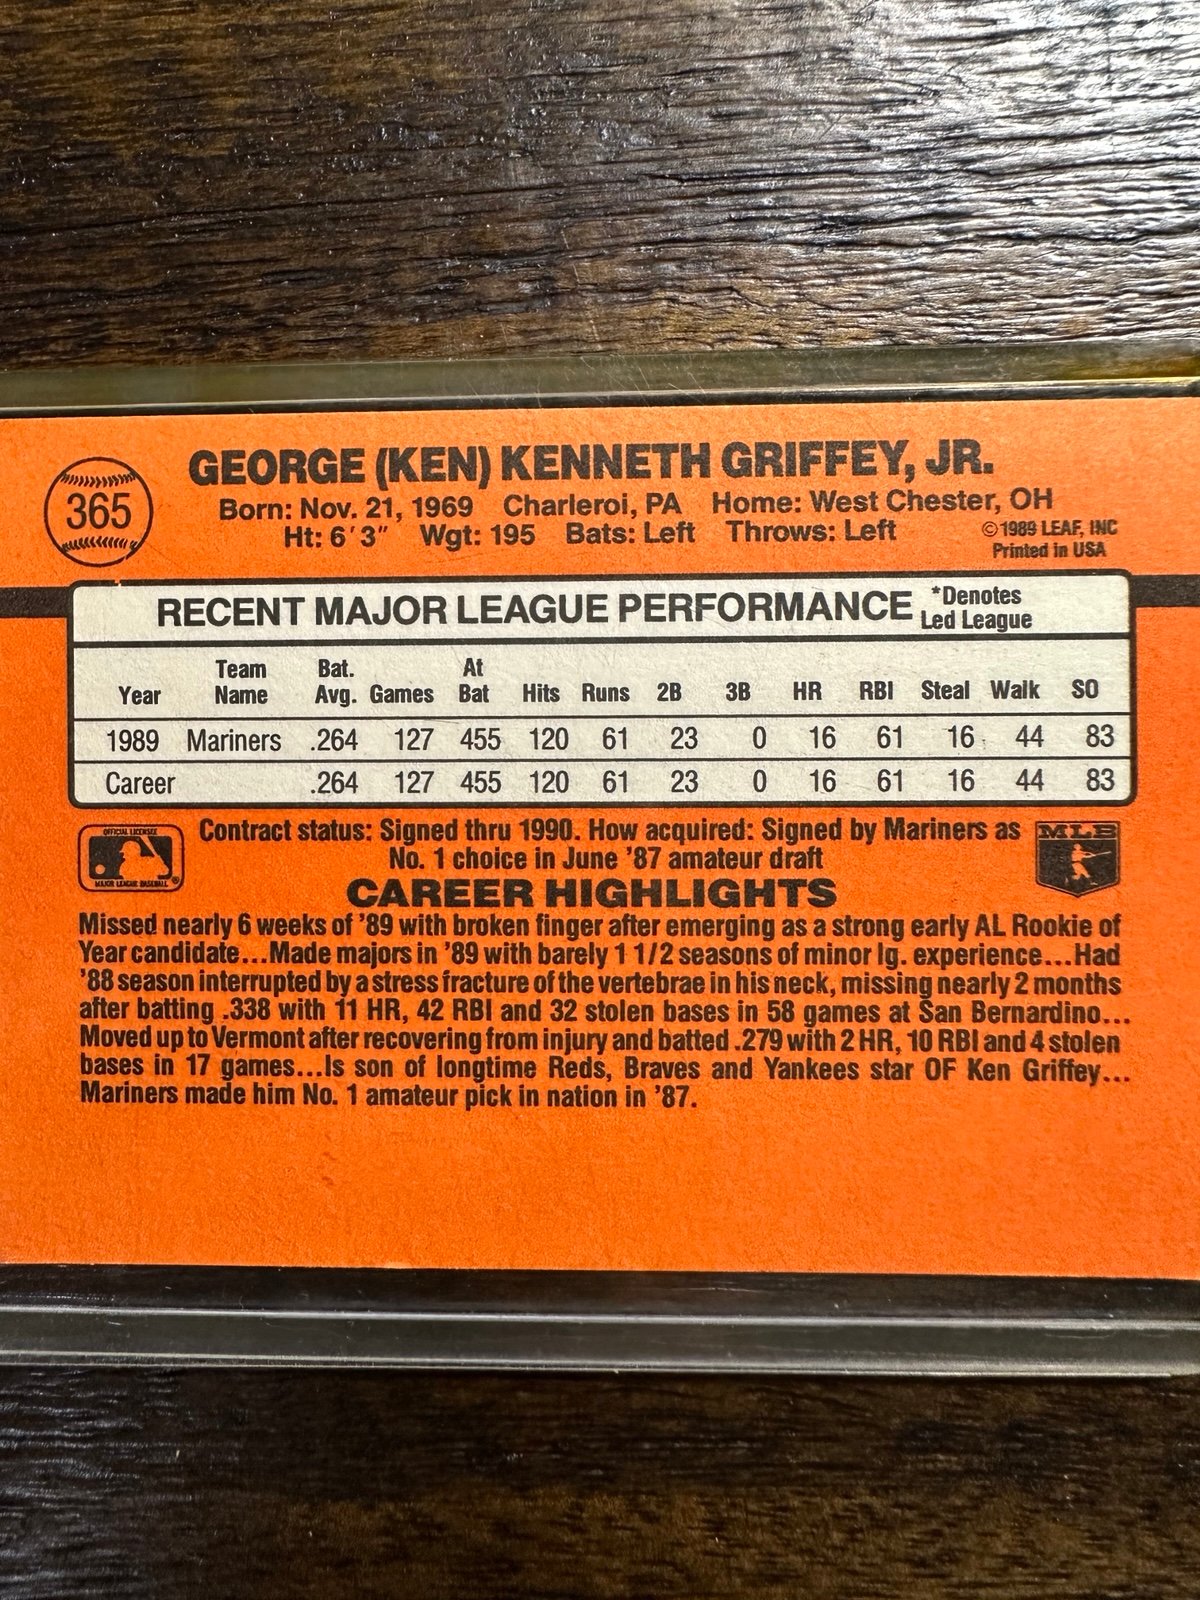 GEORGE (KEN) KENNETH GRIFFEY, JR.
365
Born: Nov. 21, 1969 Charleroi, PA Home: West Chester, OH
Ht: 6'3" Wgt: 195 Bats: Left Throws: Left
©1989 LEAF, INC
Printed in USA
RECENT MAJOR LEAGUE PERFORMANCE *Denotes
Led League
Year Team Name Bat. Avg. Games At Bat Hits Runs 2B 3B HR RBI Steal Walk SO
1989 Mariners .264 127 455 120 61 23 0 16 61 16 44 83
Career .264 127 455 120 61 23 0 16 61 16 44 83
OFFICIAL LICENSEE
MAJOR LEAGUE BASEBALL
®
Contract status: Signed thru 1990. How acquired: Signed by Mariners as
No. 1 choice in June '87 amateur draft
MLB
CAREER HIGHLIGHTS
Missed nearly 6 weeks of '89 with broken finger after emerging as a strong early AL Rookie of
Year candidate...Made majors in '89 with barely 1 1/2 seasons of minor lg. experience...Had
'88 season interrupted by a stress fracture of the vertebrae in his neck, missing nearly 2 months
after batting .338 with 11 HR, 42 RBI and 32 stolen bases in 58 games at San Bernardino...
Moved up to Vermont after recovering from injury and batted .279 with 2 HR, 10 RBI and 4 stolen
bases in 17 games...Is son of longtime Reds, Braves and Yankees star OF Ken Griffey...
Mariners made him No. 1 amateur pick in nation in '87.